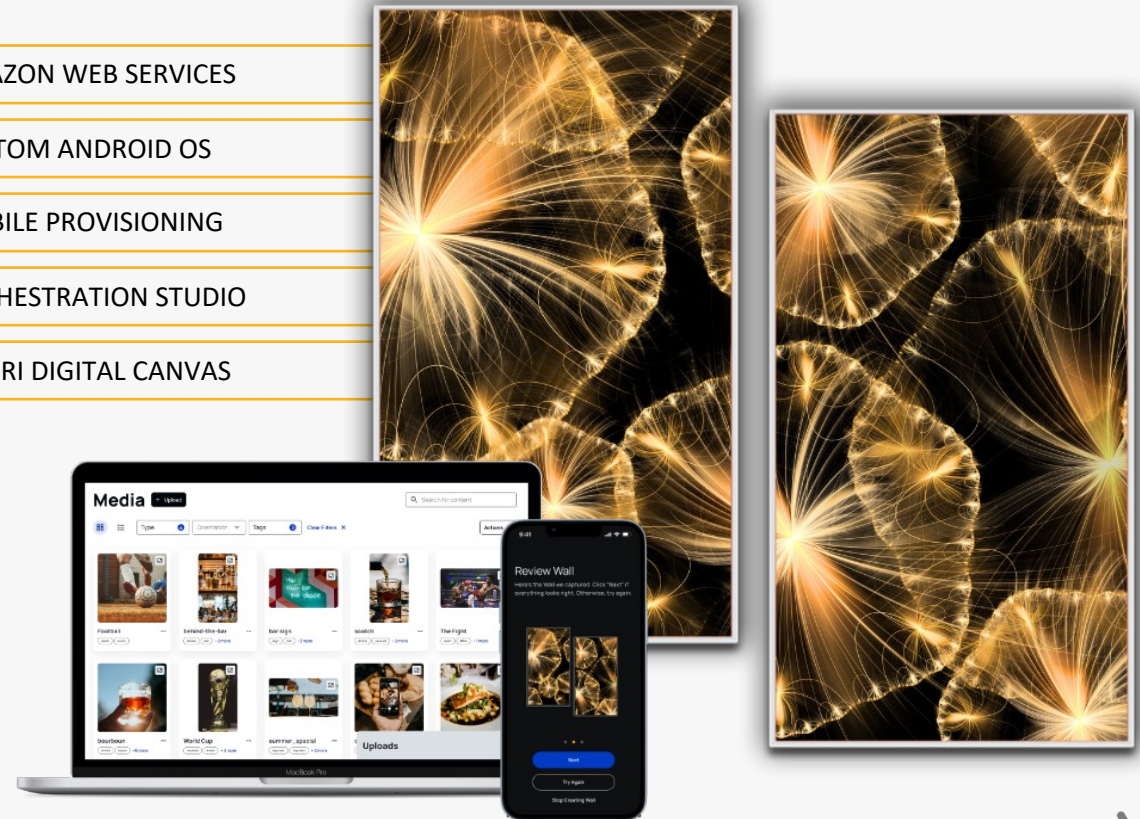 AZON WEB SERVICES
TOM ANDROID OS
BILE PROVISIONING
HESTRATION STUDIO
RI DIGITAL CANVAS
Media
+ Upload
Search for content
Type
Orientation
Tags
Clear Filters X
Actions
Football
behind-the-bar
bar sign
scotch
The Fight
bourboun
World Cup
summer_special
Uploads
MacBook Pro
9:41
Review Wall
Here's the Wall we captured. Click "Next" if
everything looks right. Otherwise, try again.
Next
Try Again
Stop Creating Wall